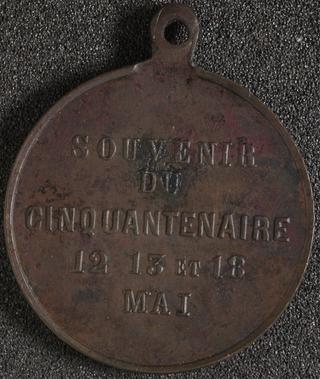 SOUVENIR
DU
CINQUANTENAIRE
12 13 ET 18
MAI